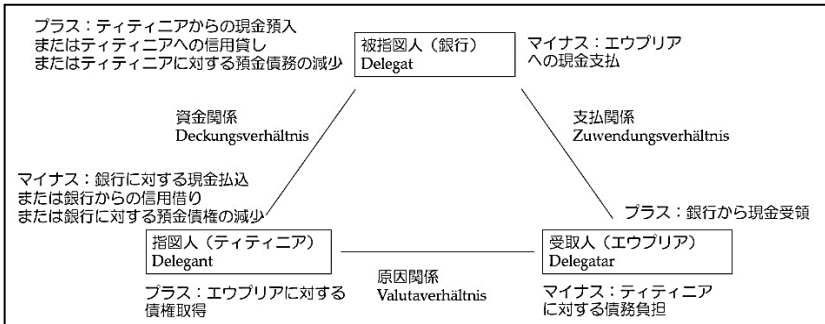 プラス：ティティニアからの現金預入
またはティティニアへの信用貸し
またはティティニアに対する預金債務の減少
被指図人（銀行）
Delegat
マイナス：エウプリア
への現金支払
資金関係
Deckungsverhältnis
支払関係
Zuwendungsverhältnis
マイナス：銀行に対する現金払込
または銀行からの信用借り
または銀行に対する預金債権の減少
プラス：銀行から現金受領
指図人（ティティニア）
Delegant
受取人（エウプリア）
Delegatar
原因関係
Valutaverhältnis
プラス：エウプリアに対する
債権取得
マイナス：ティティニア
に対する債務負担